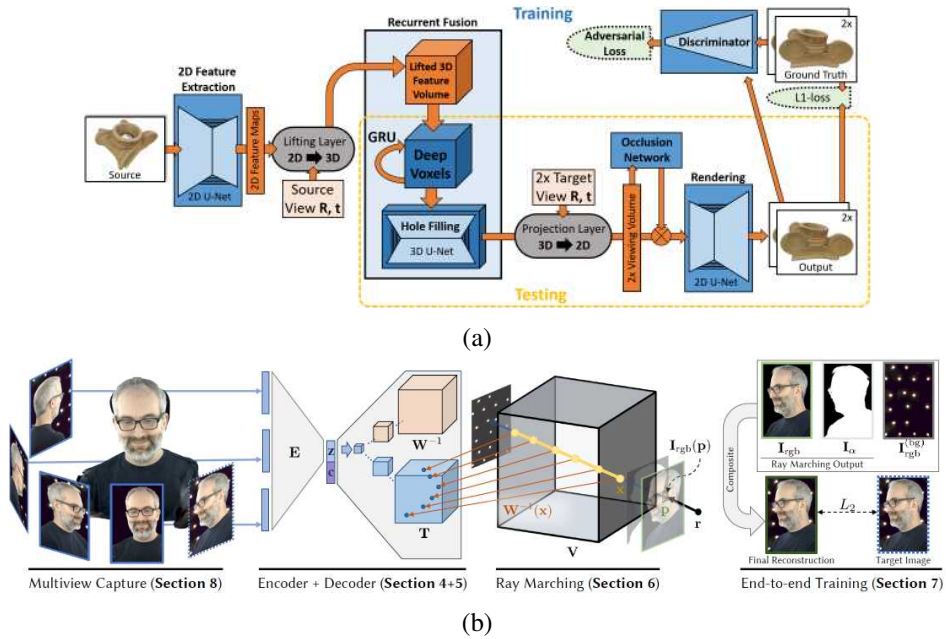 Training
Recurrent Fusion
Adversarial
Loss
Discriminator
2x
Ground Truth
L1-loss
2D Feature
Extraction
Lifted 3D
Feature
Volume
2D Feature Maps
Lifting Layer
2D ➡ 3D
GRU
Deep
Voxels
Occlusion
Network
Source
2D U-Net
Source
View R, t
2x Target
View R, t
Rendering
2x
Hole Filling
3D U-Net
Projection Layer
3D ➡ 2D
2x Viewing Volume
2D U-Net
Output
Testing
(a)
E
z
c
W⁻¹
T
W⁻¹(x)
x
V
I_rgb(p)
p
r
Composite
I_rgb
I_α
I_rgb^(bg)
Ray Marching Output
L₂
Final Reconstruction
Target Image
Multiview Capture (Section 8)
Encoder + Decoder (Section 4+5)
Ray Marching (Section 6)
End-to-end Training (Section 7)
(b)